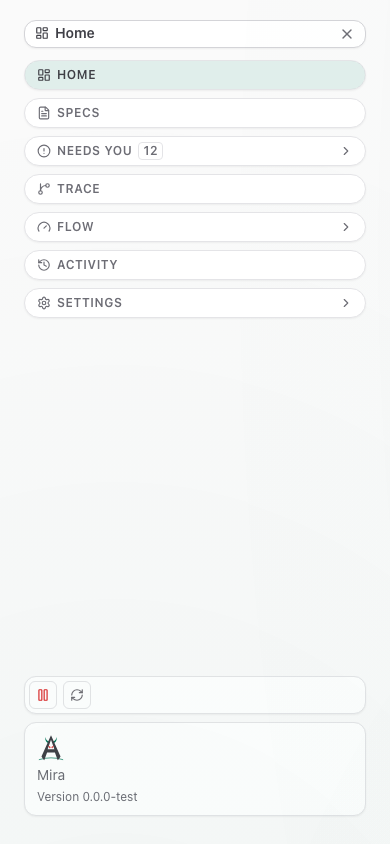 Home
HOME
SPECS
NEEDS YOU 12
TRACE
FLOW
ACTIVITY
SETTINGS
Mira
Version 0.0.0-test